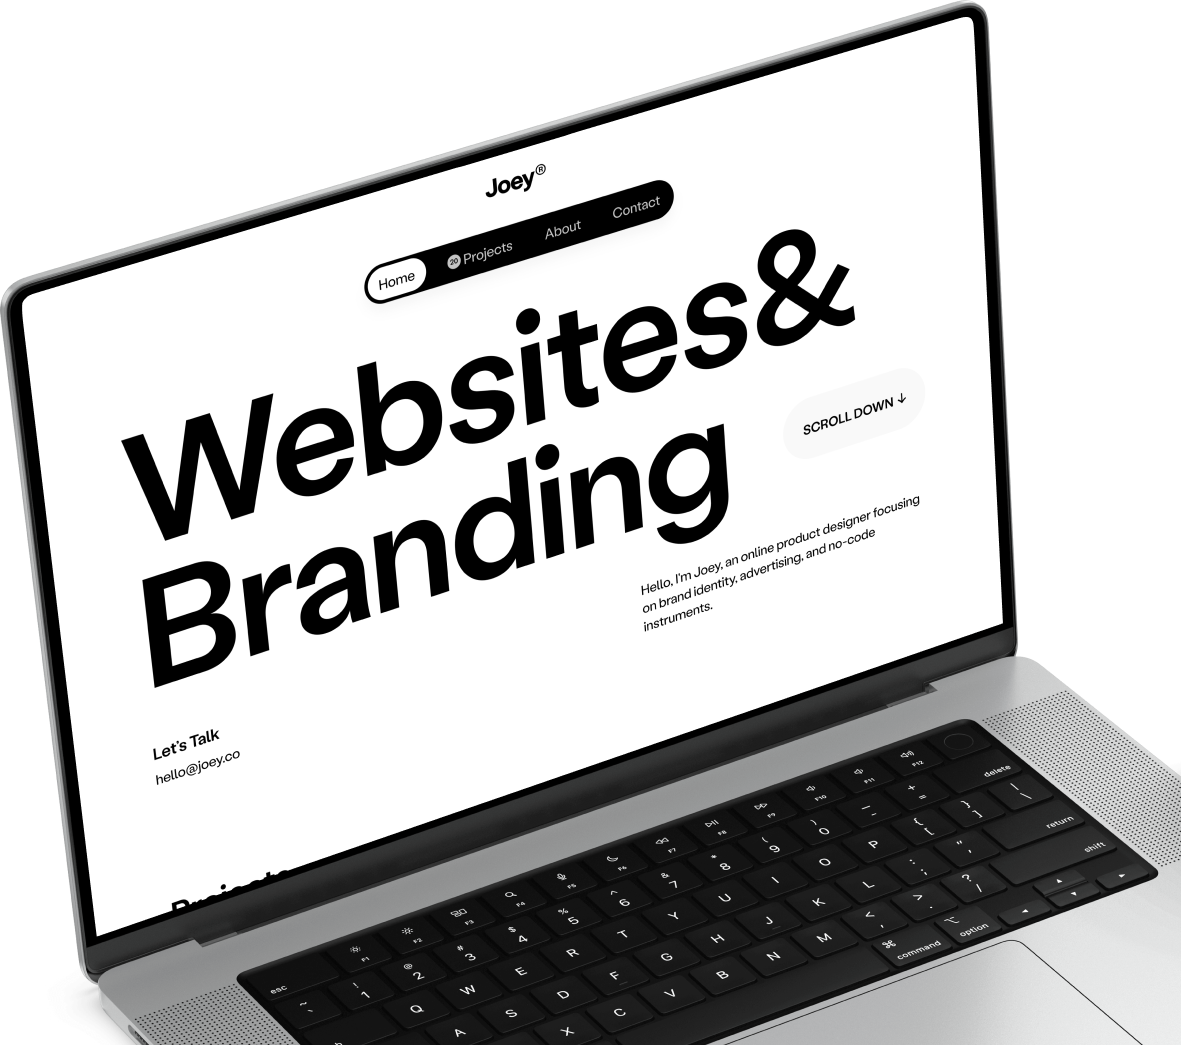 Joey®
Home 20 Projects About Contact
Websites&
Branding
SCROLL DOWN ↓
Hello, I'm Joey, an online product designer focusing
on brand identity, advertising, and no-code
instruments.
Let's Talk
hello@joey.co
Projects
esc F1 F2 F3 F4 F5 F6 F7 F8 F9 F10 F11 F12
~ ` ! 1 @ 2 # 3 $ 4 % 5 ^ 6 & 7 * 8 ( 9 ) 0 — - + = delete
Q W E R T Y U I O P { [ } ] | \
A S D F G H J K L : ; " ' return
X C V B N M < , > . ? / shift
⌘ command ⌥ option